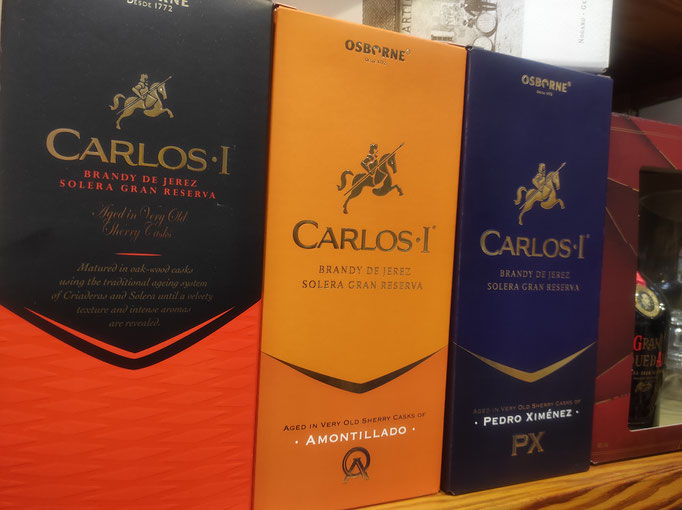 RNE
DESDE 1772
CARLOS·I
BRANDY DE JEREZ
SOLERA GRAN RESERVA
Aged in Very Old
Sherry Casks
Matured in oak-wood casks
using the traditional ageing system
of Criaderas and Solera until a velvety
texture and intense aromas
are revealed.
OSBORNE®
CARLOS·I®
BRANDY DE JEREZ
SOLERA GRAN RESERVA
AGED IN VERY OLD SHERRY CASKS OF
· AMONTILLADO ·
OSBORNE®
CARLOS·I®
BRANDY DE JEREZ
SOLERA GRAN RESERVA
AGED IN VERY OLD SHERRY CASKS OF
· PEDRO XIMÉNEZ ·
PX
GRAN